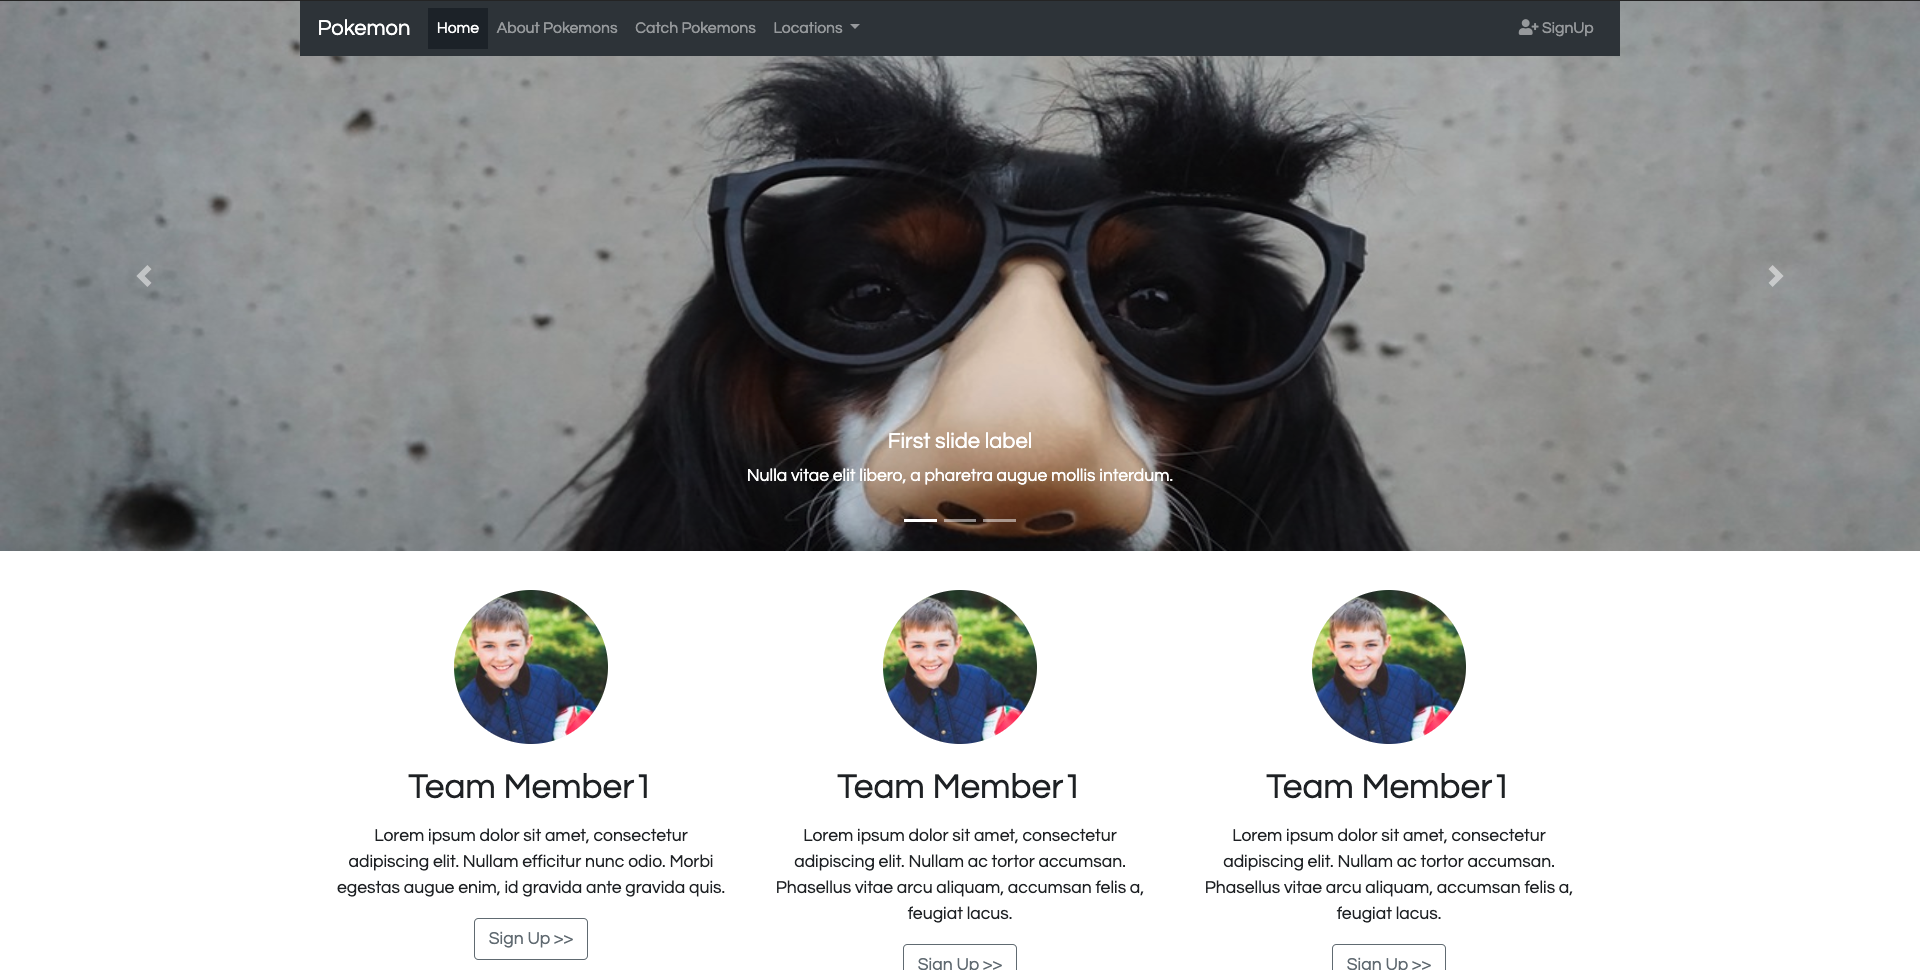 Pokemon Home About Pokemons Catch Pokemons Locations SignUp
First slide label
Nulla vitae elit libero, a pharetra augue mollis interdum.
Team Member1
Lorem ipsum dolor sit amet, consectetur
adipiscing elit. Nullam efficitur nunc odio. Morbi
egestas augue enim, id gravida ante gravida quis.
Sign Up >>
Team Member1
Lorem ipsum dolor sit amet, consectetur
adipiscing elit. Nullam ac tortor accumsan.
Phasellus vitae arcu aliquam, accumsan felis a,
feugiat lacus.
Sign Up >>
Team Member1
Lorem ipsum dolor sit amet, consectetur
adipiscing elit. Nullam ac tortor accumsan.
Phasellus vitae arcu aliquam, accumsan felis a,
feugiat lacus.
Sign Up >>